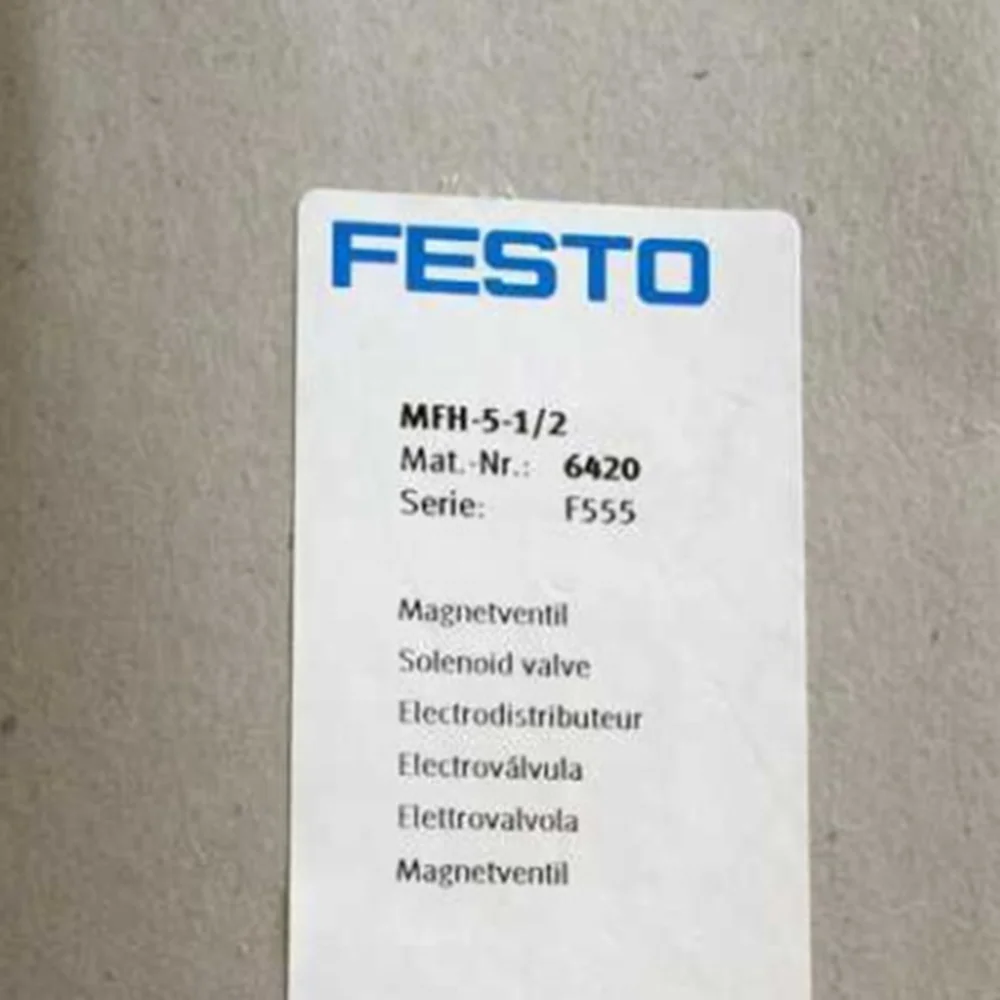 FESTO
MFH-5-1/2
Mat.-Nr.: 6420
Serie: F555
Magnetventil
Solenoid valve
Electrodistributeur
Electroválvula
Elettrovalvola
Magnetventil